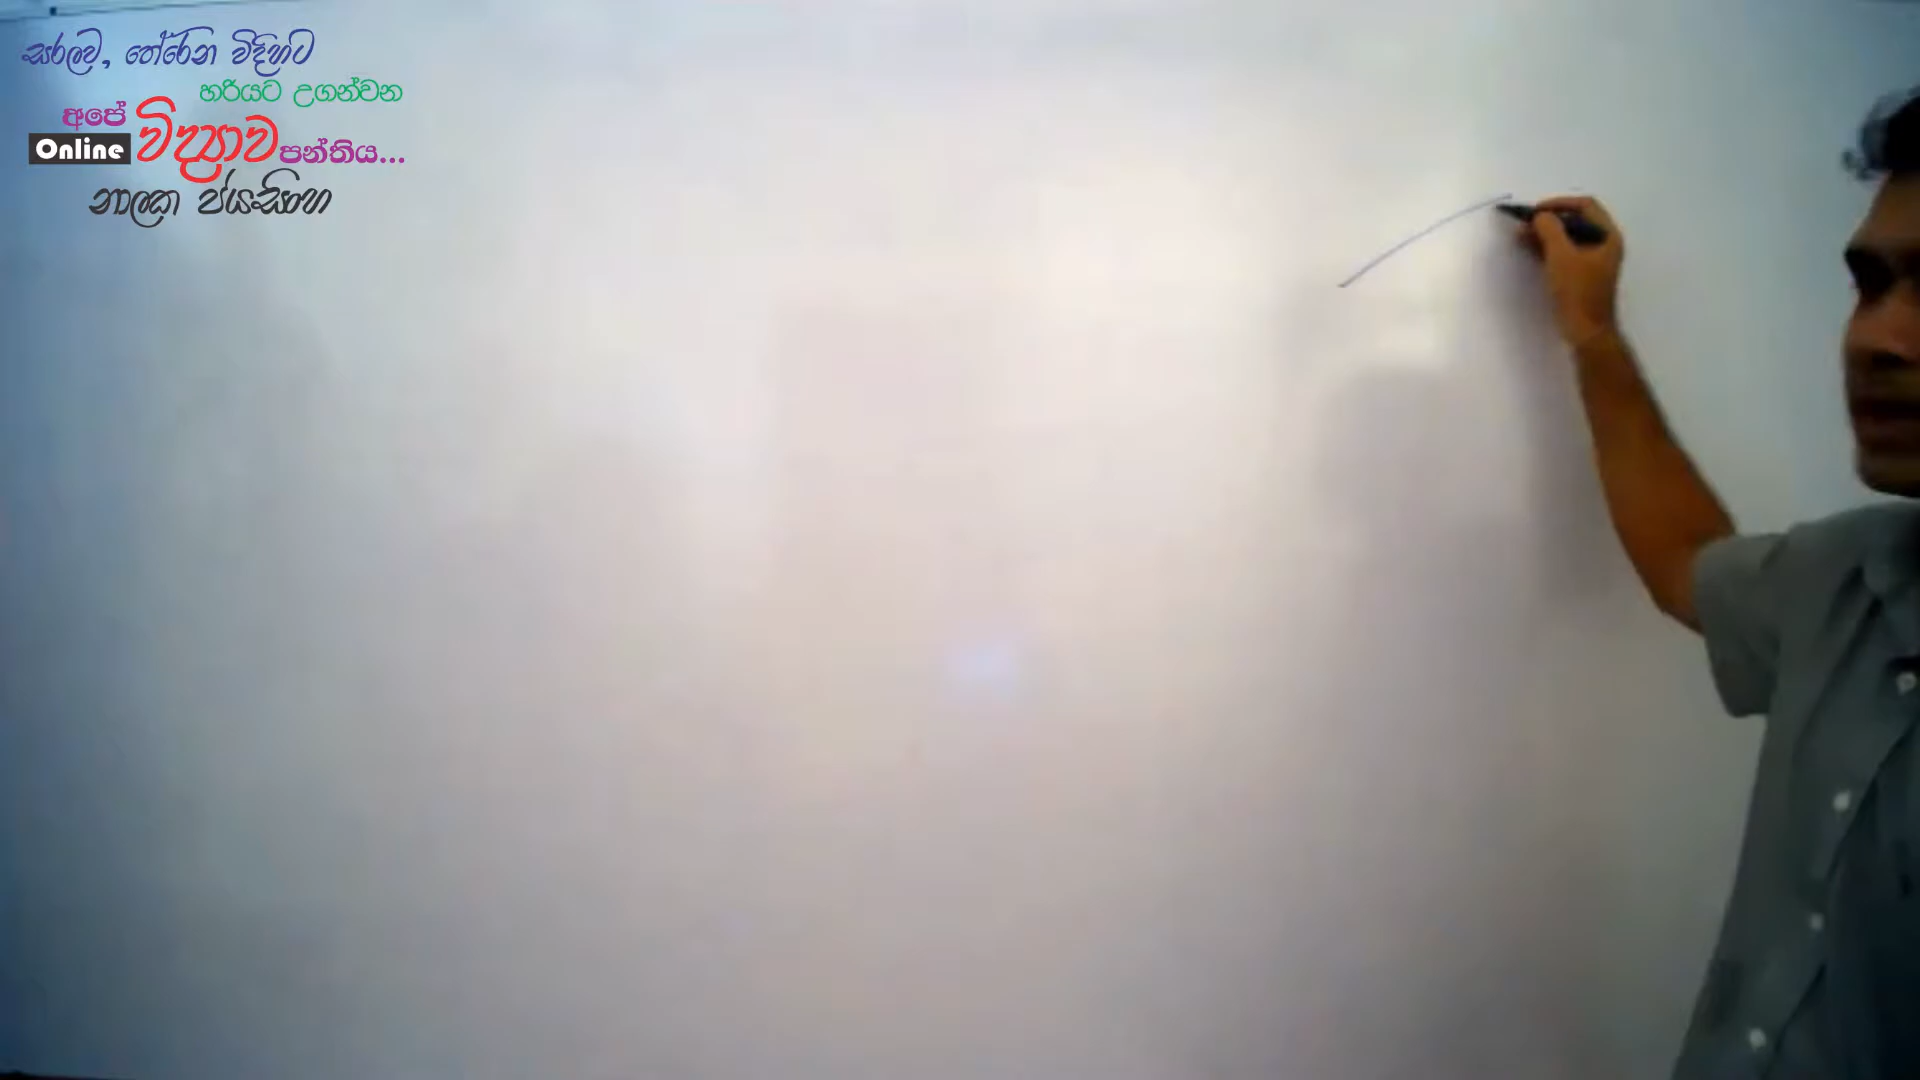 සරලව, තේරෙන විදිහට
හරියට උගන්වන
අපේ
Online විද්‍යාව පන්තිය...
නාලක ජයසිංහ